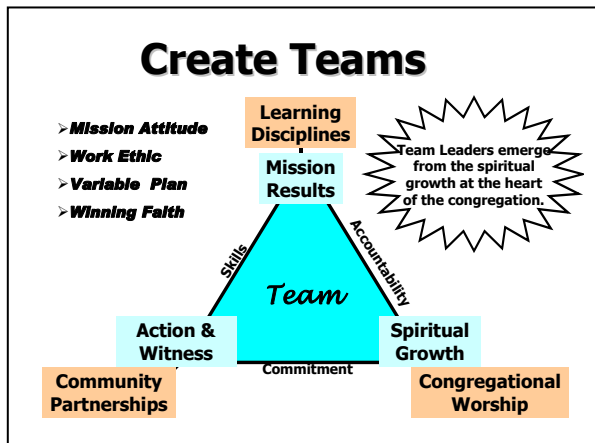 Create Teams
Mission Attitude
Work Ethic
Variable Plan
Winning Faith
Learning
Disciplines
Mission
Results
Team Leaders emerge
from the spiritual
growth at the heart
of the congregation.
Skills
Accountability
Team
Action &
Witness
Spiritual
Growth
Commitment
Community
Partnerships
Congregational
Worship